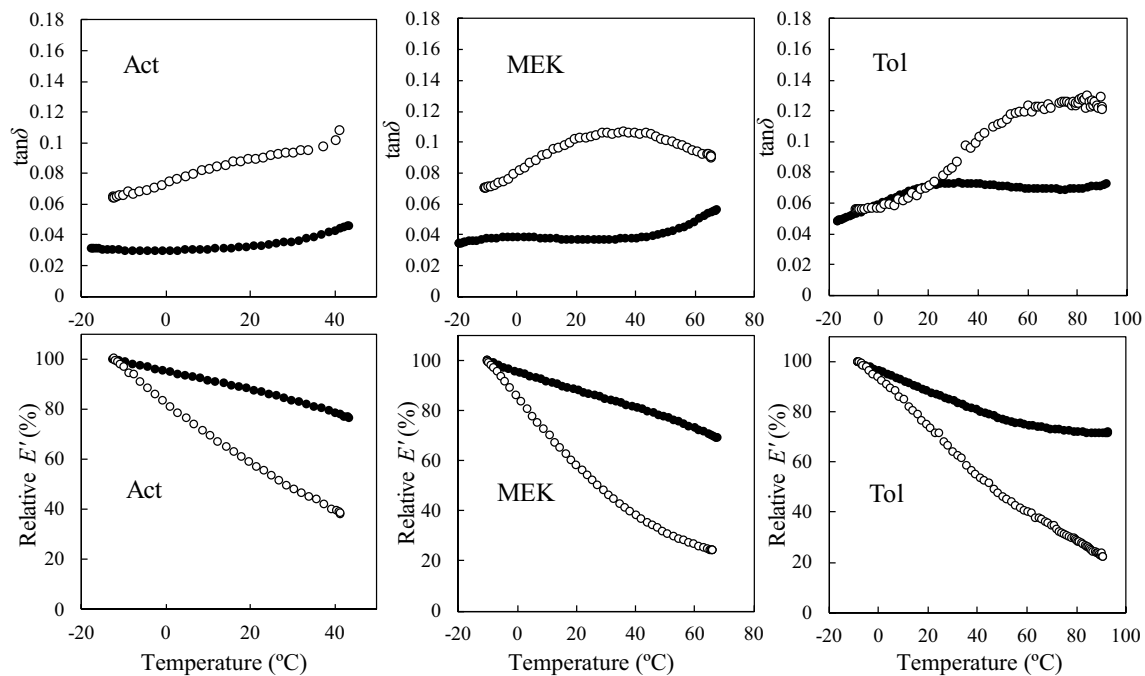 0.18 0.16 0.14 0.12 0.1 0.08 0.06 0.04 0.02 0
tanδ
Act
-20 0 20 40
0.18 0.16 0.14 0.12 0.1 0.08 0.06 0.04 0.02 0
tanδ
MEK
-20 0 20 40 60 80
0.18 0.16 0.14 0.12 0.1 0.08 0.06 0.04 0.02 0
tanδ
Tol
-20 0 20 40 60 80 100
100 80 60 40 20 0
Relative E' (%)
Act
-20 0 20 40
Temperature (ºC)
100 80 60 40 20 0
Relative E' (%)
MEK
-20 0 20 40 60 80
Temperature (ºC)
100 80 60 40 20 0
Relative E' (%)
Tol
-20 0 20 40 60 80 100
Temperature (ºC)